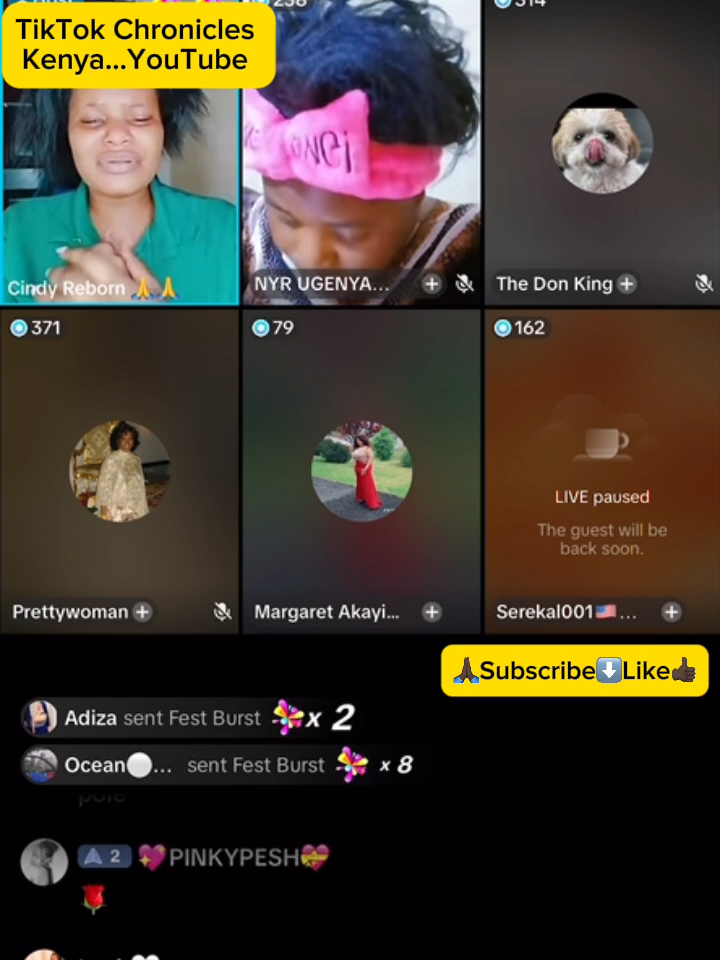 TikTok Chronicles
Kenya...YouTube
Cindy Reborn 🙏🙏
NYR UGENYA...
The Don King
371
79
162
LIVE paused
The guest will be
back soon.
Prettywoman
Margaret Akayi...
Serekal001🇺🇸...
🙏🏿Subscribe⬇️Like👍🏿
Adiza sent Fest Burst x 2
Ocean⚪... sent Fest Burst x 8
2 💖PINKYPESH💝
🌹